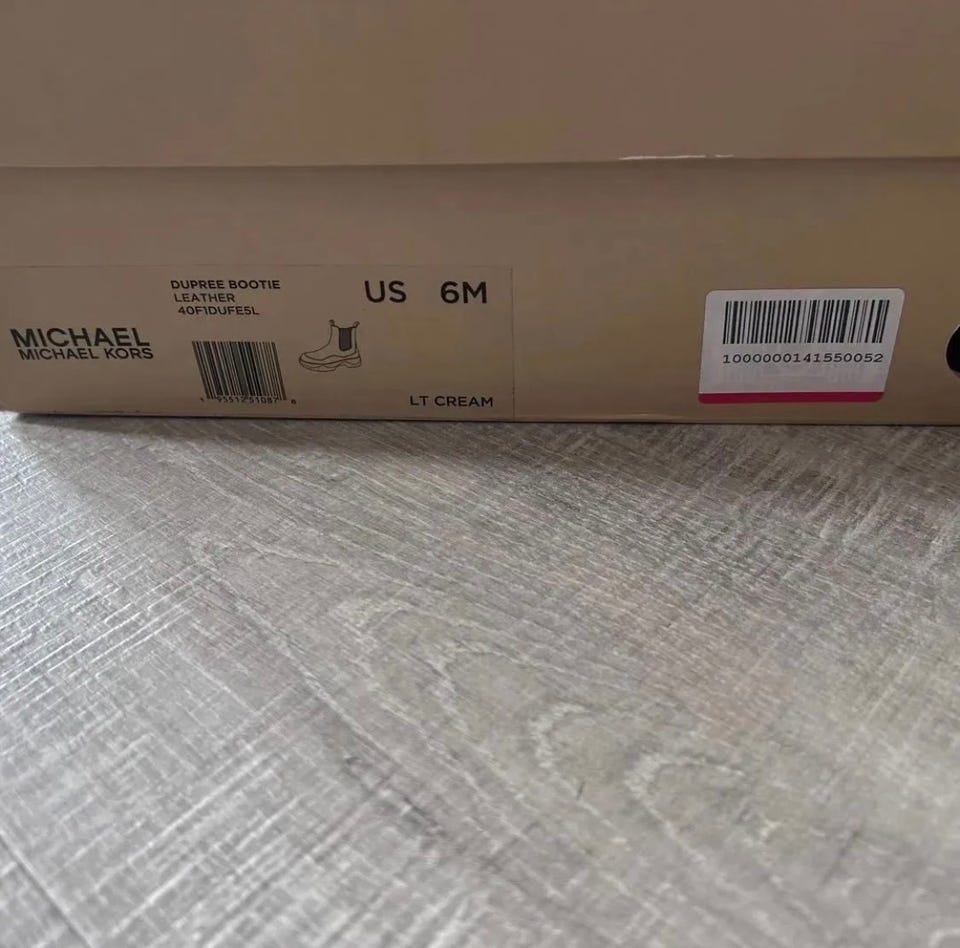 DUPREE BOOTIE
LEATHER
40F1DUFE5L
US 6M
MICHAEL
MICHAEL KORS
LT CREAM
1000000141550052